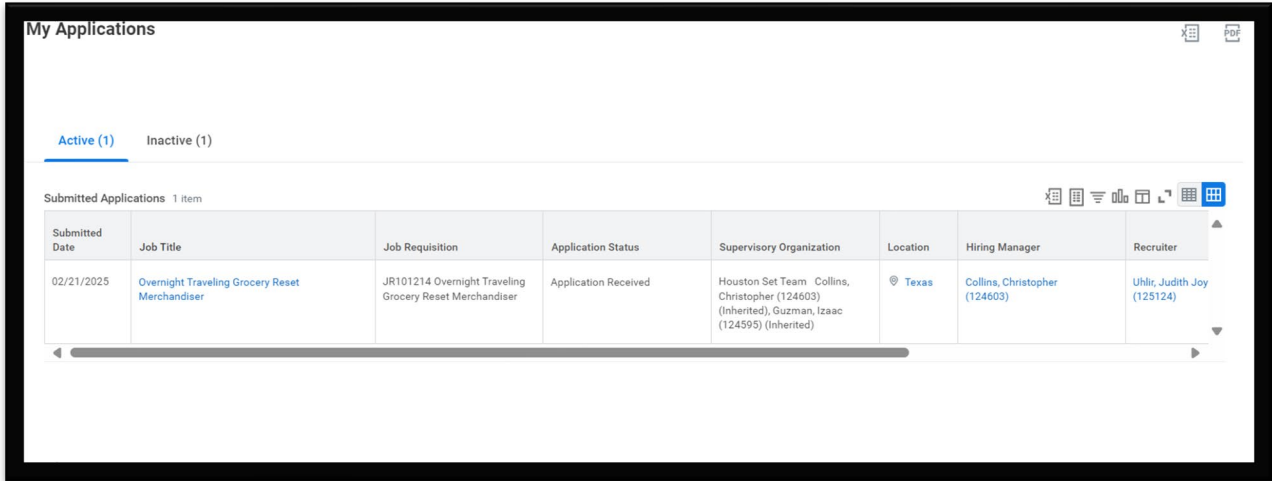 My Applications
PDF
Active (1)
Inactive (1)
Submitted Applications 1 item
Submitted
Date
Job Title
Job Requisition
Application Status
Supervisory Organization
Location
Hiring Manager
Recruiter
02/21/2025
Overnight Traveling Grocery Reset
Merchandiser
JR101214 Overnight Traveling
Grocery Reset Merchandiser
Application Received
Houston Set Team Collins,
Christopher (124603)
(Inherited), Guzman, Izaac
(124595) (Inherited)
Texas
Collins, Christopher
(124603)
Uhlir, Judith Joy
(125124)